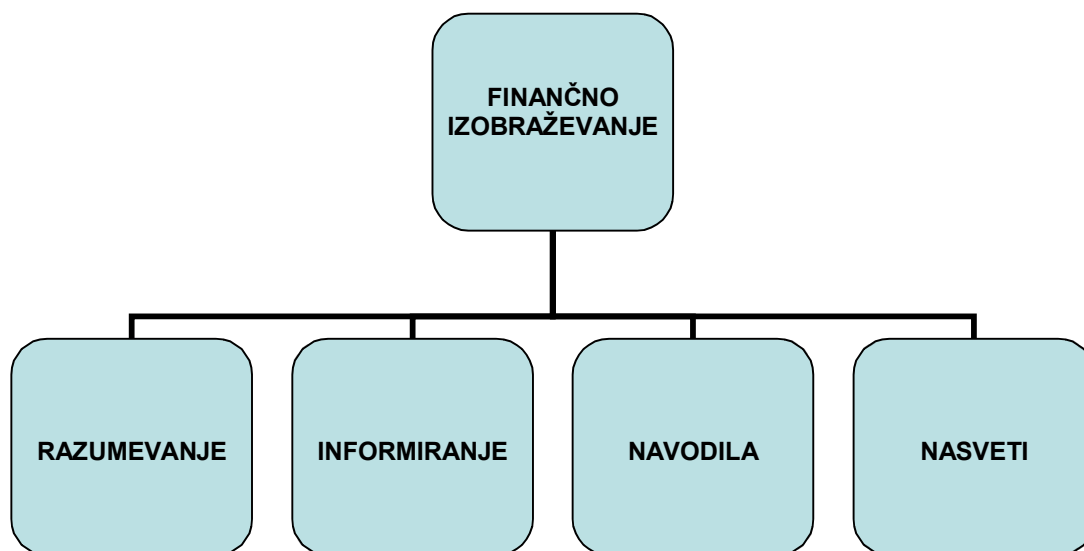 FINANČNO
IZOBRAŽEVANJE
RAZUMEVANJE
INFORMIRANJE
NAVODILA
NASVETI